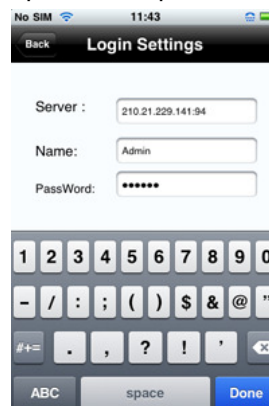 No SIM 11:43
Back Login Settings
Server : 210.21.229.141:94
Name: Admin
PassWord: ••••••
1 2 3 4 5 6 7 8 9 0
- / : ; ( ) $ & @ "
#+= . , ? ! '
ABC space Done